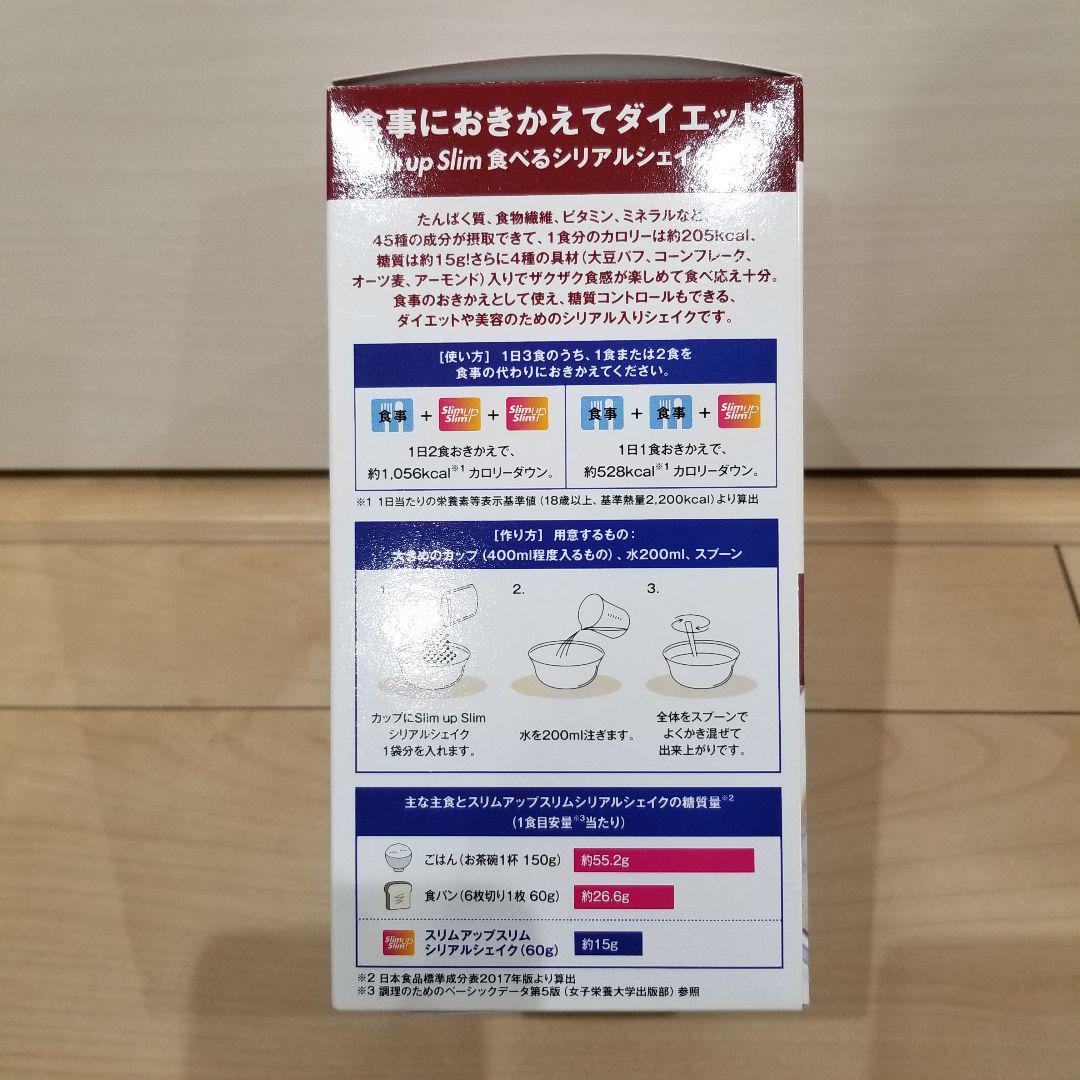 食事におきかえてダイエット!
Slim up Slim 食べるシリアルシェイク
たんぱく質、食物繊維、ビタミン、ミネラルなど、
45種の成分が摂取できて、1食分のカロリーは約205kcal、
糖質は約15g!さらに4種の具材(大豆パフ、コーンフレーク、
オーツ麦、アーモンド)入りでザクザク食感が楽しめて食べ応え十分。
食事のおきかえとして使え、糖質コントロールもできる、
ダイエットや美容のためのシリアル入りシェイクです。
[使い方] 1日3食のうち、1食または2食を
食事の代わりにおきかえてください。
食事 + Slim up Slim + Slim up Slim
1日2食おきかえで、
約1,056kcal※1 カロリーダウン。
食事 + 食事 + Slim up Slim
1日1食おきかえで、
約528kcal※1 カロリーダウン。
※1 1日当たりの栄養素等表示基準値(18歳以上、基準熱量2,200kcal)より算出
[作り方] 用意するもの:
大きめのカップ(400ml程度入るもの)、水200ml、スプーン
1.
カップにSlim up Slim
シリアルシェイク
1袋分を入れます。
2.
水を200ml注ぎます。
3.
全体をスプーンで
よくかき混ぜて
出来上がりです。
主な主食とスリムアップスリムシリアルシェイクの糖質量※2
(1食目安量※3当たり)
ごはん(お茶碗1杯 150g) 約55.2g
食パン(6枚切り1枚 60g) 約26.6g
Slim up Slim
スリムアップスリム
シリアルシェイク(60g) 約15g
※2 日本食品標準成分表2017年版より算出
※3 調理のためのベーシックデータ第5版(女子栄養大学出版部)参照